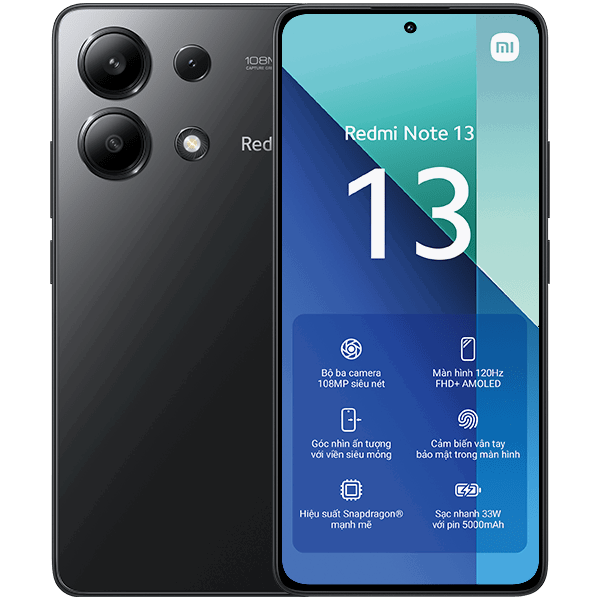 108M
Red
mi
Redmi Note 13
13
Bộ ba camera
108MP siêu nét
Màn hình 120Hz
FHD+ AMOLED
Góc nhìn ấn tượng
với viền siêu mỏng
Cảm biến vân tay
bảo mật trong màn hình
Hiệu suất Snapdragon®
mạnh mẽ
Sạc nhanh 33W
với pin 5000mAh